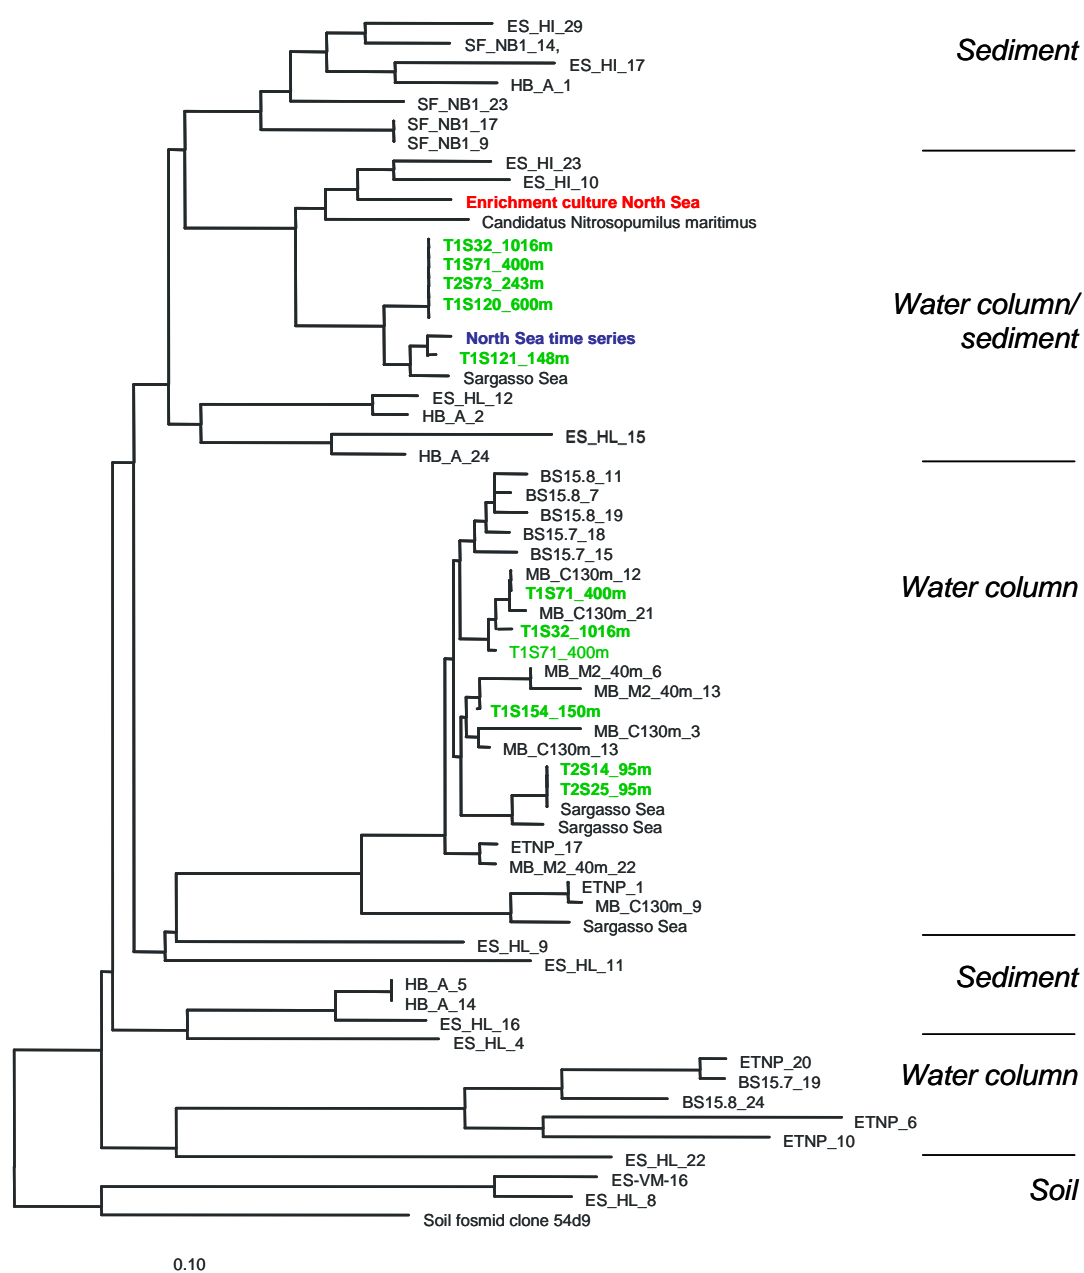 ES_HI_29
SF_NB1_14,
Sediment
ES_HI_17
HB_A_1
SF_NB1_23
SF_NB1_17
SF_NB1_9
ES_HI_23
ES_HI_10
Enrichment culture North Sea
Candidatus Nitrosopumilus maritimus
T1S32_1016m
T1S71_400m
T2S73_243m
T1S120_600m
Water column/
sediment
North Sea time series
T1S121_148m
Sargasso Sea
ES_HL_12
HB_A_2
ES_HL_15
HB_A_24
BS15.8_11
BS15.8_7
BS15.8_19
BS15.7_18
BS15.7_15
MB_C130m_12
Water column
T1S71_400m
MB_C130m_21
T1S32_1016m
T1S71_400m
MB_M2_40m_6
MB_M2_40m_13
T1S154_150m
MB_C130m_3
MB_C130m_13
T2S14_95m
T2S25_95m
Sargasso Sea
Sargasso Sea
ETNP_17
MB_M2_40m_22
ETNP_1
MB_C130m_9
Sargasso Sea
ES_HL_9
ES_HL_11
Sediment
HB_A_5
HB_A_14
ES_HL_16
ES_HL_4
ETNP_20
Water column
BS15.7_19
BS15.8_24
ETNP_6
ETNP_10
ES_HL_22
ES-VM-16
Soil
ES_HL_8
Soil fosmid clone 54d9
0.10